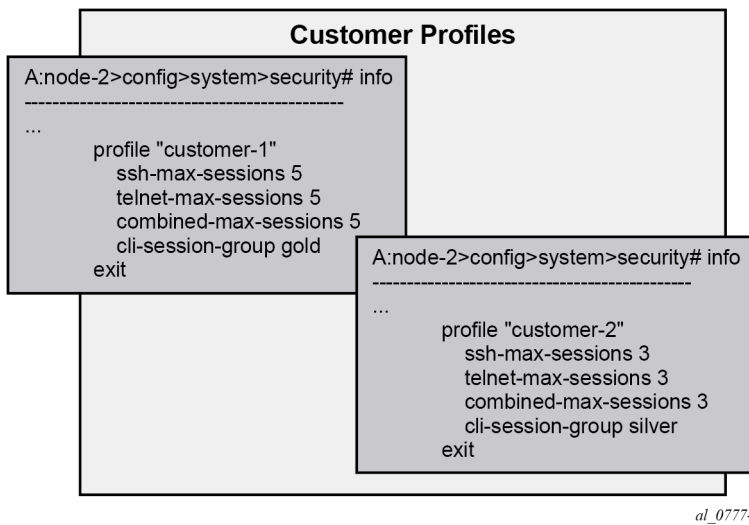 Customer Profiles
A:node-2>config>system>security# info
----------------------------------------------
...
profile "customer-1"
ssh-max-sessions 5
telnet-max-sessions 5
combined-max-sessions 5
cli-session-group gold
exit
A:node-2>config>system>security# info
----------------------------------------------
...
profile "customer-2"
ssh-max-sessions 3
telnet-max-sessions 3
combined-max-sessions 3
cli-session-group silver
exit
al_0777